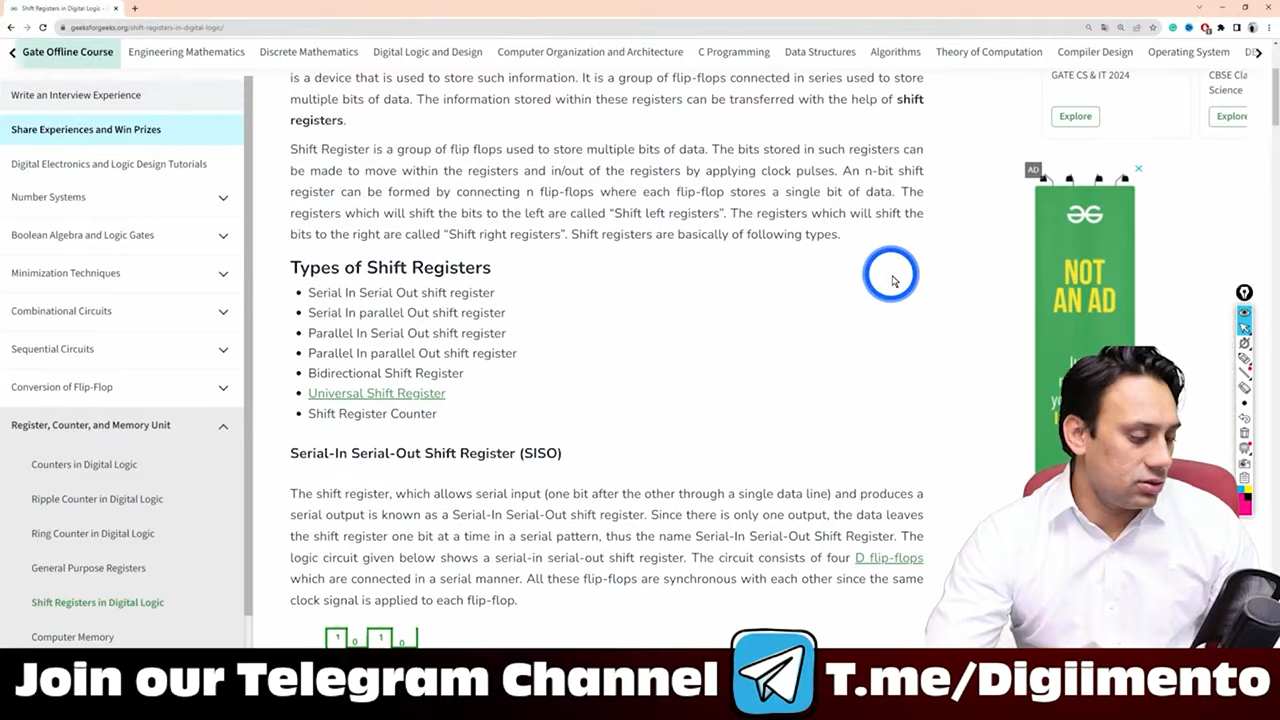 Shift Registers in Digital Logic -
geeksforgeeks.org/shift-registers-in-digital-logic/
Gate Offline Course
Engineering Mathematics
Discrete Mathematics
Digital Logic and Design
Computer Organization and Architecture
C Programming
Data Structures
Algorithms
Theory of Computation
Compiler Design
Operating System
Write an Interview Experience
Share Experiences and Win Prizes
Digital Electronics and Logic Design Tutorials
Number Systems
Boolean Algebra and Logic Gates
Minimization Techniques
Combinational Circuits
Sequential Circuits
Conversion of Flip-Flop
Register, Counter, and Memory Unit
Counters in Digital Logic
Ripple Counter in Digital Logic
Ring Counter in Digital Logic
General Purpose Registers
Shift Registers in Digital Logic
Computer Memory
is a device that is used to store such information. It is a group of flip-flops connected in series used to store
multiple bits of data. The information stored within these registers can be transferred with the help of shift
registers.
Shift Register is a group of flip flops used to store multiple bits of data. The bits stored in such registers can
be made to move within the registers and in/out of the registers by applying clock pulses. An n-bit shift
register can be formed by connecting n flip-flops where each flip-flop stores a single bit of data. The
registers which will shift the bits to the left are called “Shift left registers”. The registers which will shift the
bits to the right are called “Shift right registers”. Shift registers are basically of following types.
Types of Shift Registers
• Serial In Serial Out shift register
• Serial In parallel Out shift register
• Parallel In Serial Out shift register
• Parallel In parallel Out shift register
• Bidirectional Shift Register
• Universal Shift Register
• Shift Register Counter
Serial-In Serial-Out Shift Register (SISO)
The shift register, which allows serial input (one bit after the other through a single data line) and produces a
serial output is known as a Serial-In Serial-Out shift register. Since there is only one output, the data leaves
the shift register one bit at a time in a serial pattern, thus the name Serial-In Serial-Out Shift Register. The
logic circuit given below shows a serial-in serial-out shift register. The circuit consists of four D flip-flops
which are connected in a serial manner. All these flip-flops are synchronous with each other since the same
clock signal is applied to each flip-flop.
1 0 1 0
GATE CS & IT 2024
Explore
CBSE Cla
Science
Explore
AD
NOT
AN AD
Join our Telegram Channel
T.me/Digiimento